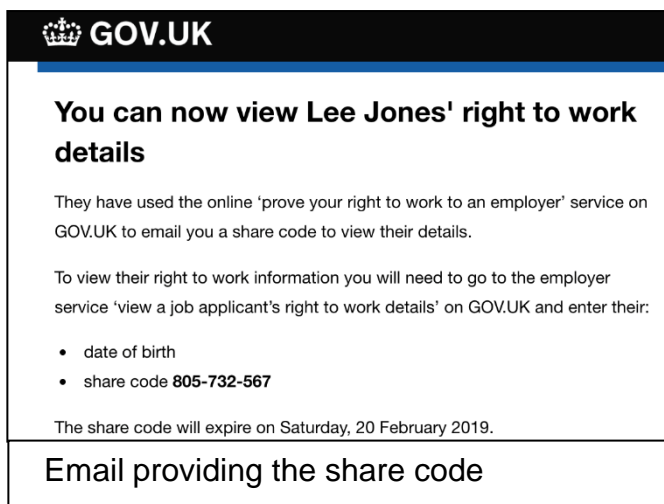 GOV.UK
You can now view Lee Jones' right to work
details
They have used the online ‘prove your right to work to an employer’ service on
GOV.UK to email you a share code to view their details.
To view their right to work information you will need to go to the employer
service ‘view a job applicant’s right to work details’ on GOV.UK and enter their:
• date of birth
• share code 805-732-567
The share code will expire on Saturday, 20 February 2019.
Email providing the share code